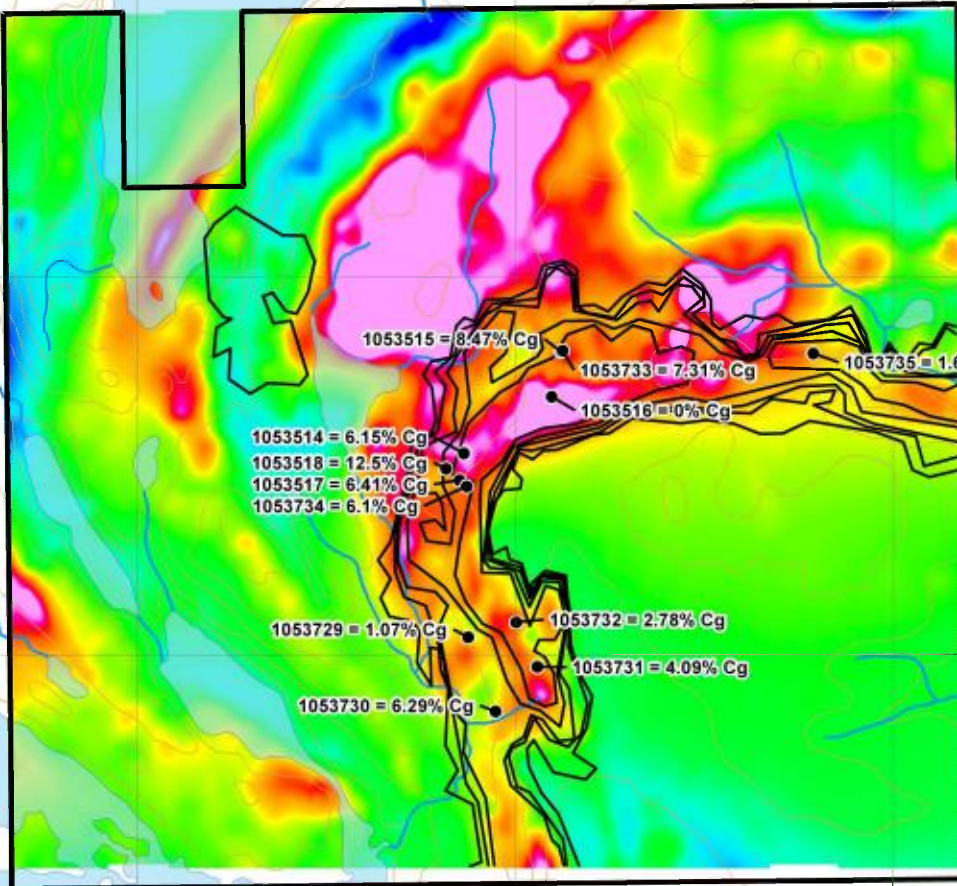 1053515 = 8.47% Cg
1053733 = 7.31% Cg
1053735 = 1.6
1053516 = 0% Cg
1053514 = 6.15% Cg
1053518 = 12.5% Cg
1053517 = 6.41% Cg
1053734 = 6.1% Cg
1053732 = 2.78% Cg
1053729 = 1.07% Cg
1053731 = 4.09% Cg
1053730 = 6.29% Cg